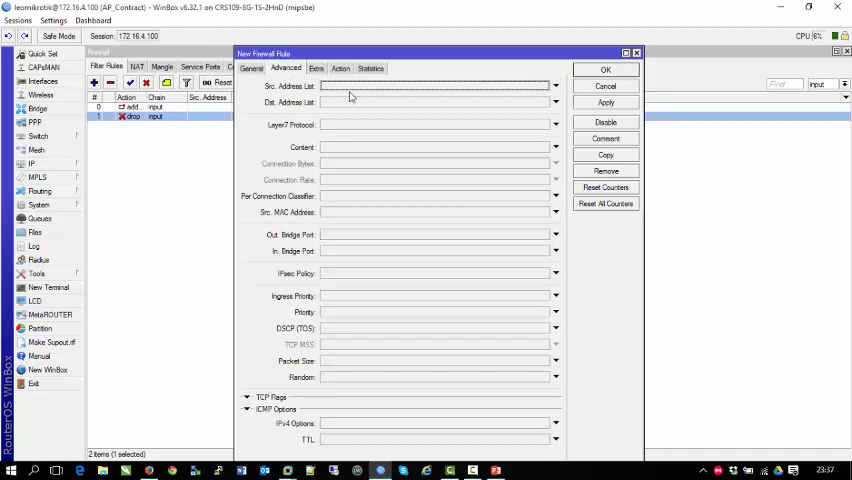 leomikrotik@172.16.4.100 (AP_Contract) - WinBox v6.32.1 on CRS109-8G-1S-2HnD (mipsbe)
Sessions Settings Dashboard
Safe Mode Session: 172.16.4.100 CPU: 6%
Quick Set
CAPsMAN
Interfaces
Wireless
Bridge
PPP
Switch
Mesh
IP
MPLS
Routing
System
Queues
Files
Log
Radius
Tools
New Terminal
LCD
MetaROUTER
Partition
Make Supout.rif
Manual
New WinBox
Exit
RouterOS WinBox
Firewall
Filter Rules NAT Mangle Service Ports
Reset Find input
# Action Chain Src. Address
0 add... input
1 drop input
2 items (1 selected)
New Firewall Rule
General Advanced Extra Action Statistics
Src. Address List:
Dst. Address List:
Layer7 Protocol:
Content:
Connection Bytes:
Connection Rate:
Per Connection Classifier:
Src. MAC Address:
Out. Bridge Port:
In. Bridge Port:
IPsec Policy:
Ingress Priority:
Priority:
DSCP (TOS):
TCP MSS:
Packet Size:
Random:
TCP Flags
ICMP Options
IPv4 Options:
TTL:
OK
Cancel
Apply
Disable
Comment
Copy
Remove
Reset Counters
Reset All Counters
23:37